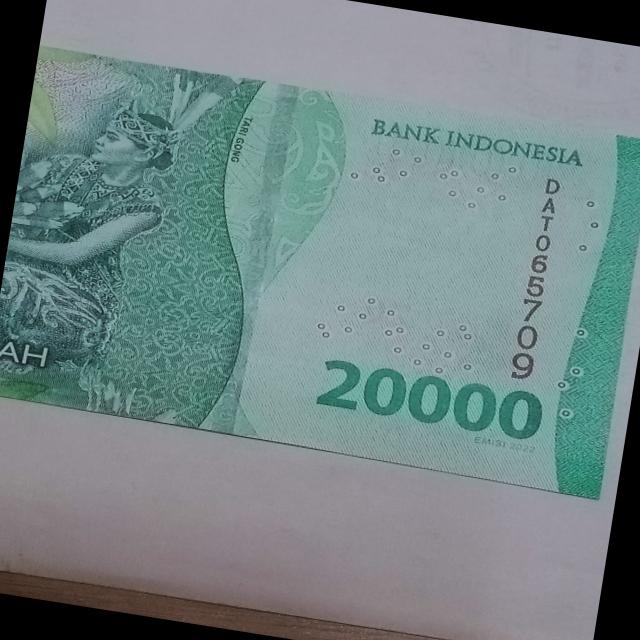 BANK INDONESIA
TARI GONG
DAT065709
AH
20000
EMISI 2022